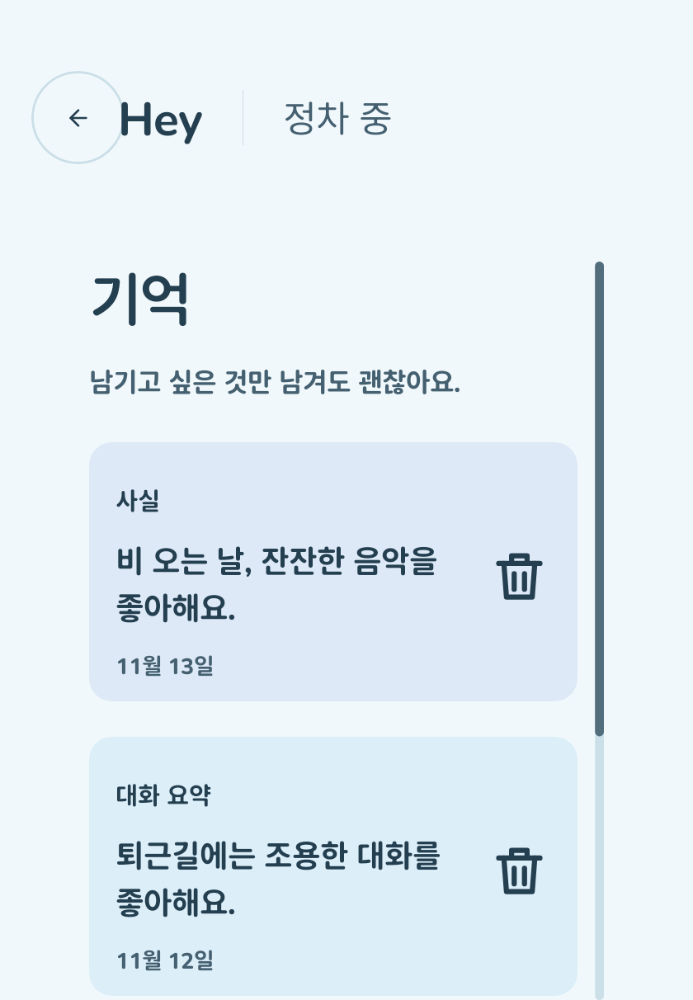 Hey
정차 중
기억
남기고 싶은 것만 남겨도 괜찮아요.
사실
비 오는 날, 잔잔한 음악을
좋아해요.
11월 13일
대화 요약
퇴근길에는 조용한 대화를
좋아해요.
11월 12일